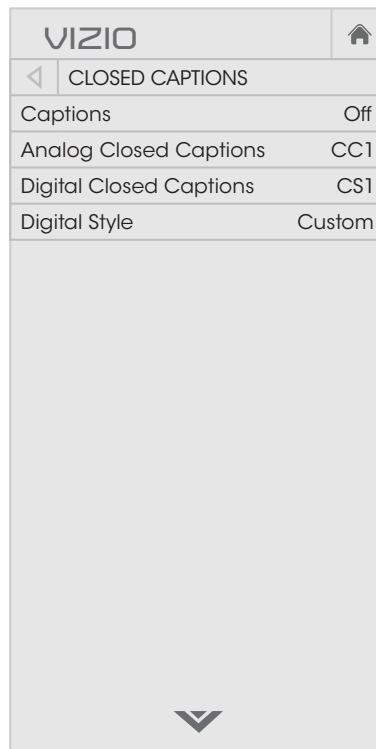 VIZIO
CLOSED CAPTIONS
Captions Off
Analog Closed Captions CC1
Digital Closed Captions CS1
Digital Style Custom